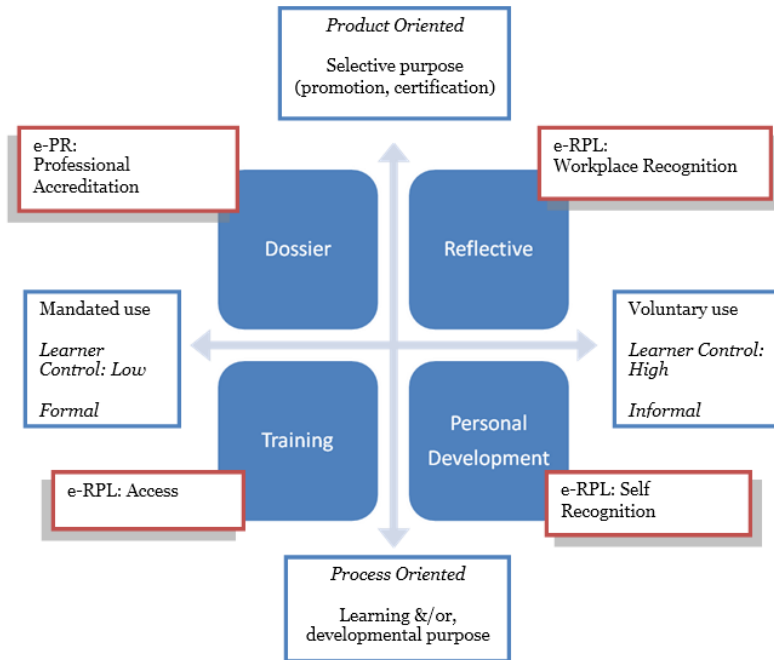 Product Oriented
Selective purpose
(promotion, certification)
e-PR:
Professional
Accreditation
e-RPL:
Workplace Recognition
Dossier
Reflective
Mandated use
Learner
Control: Low
Formal
Voluntary use
Learner Control:
High
Informal
Training
Personal
Development
e-RPL: Access
e-RPL: Self
Recognition
Process Oriented
Learning &/or,
developmental purpose